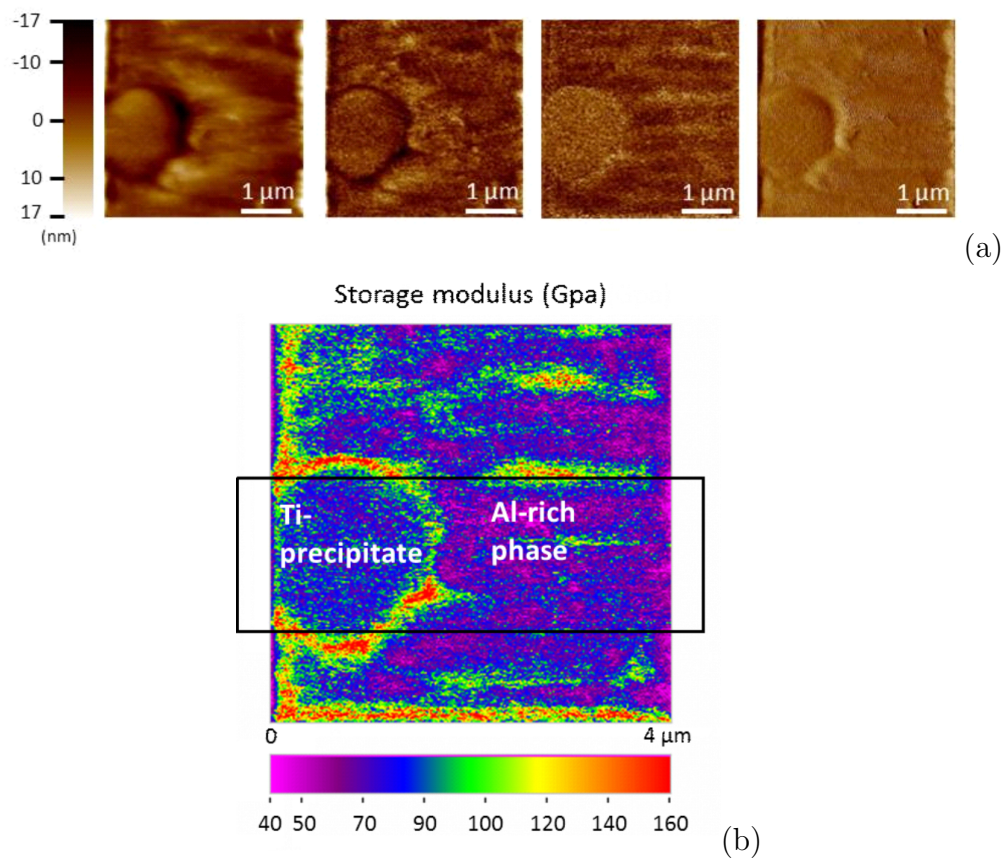 -17
-10
0
10
17
(nm)
1 µm
1 µm
1 µm
1 µm
(a)
Storage modulus (Gpa)
Ti-
precipitate
Al-rich
phase
0
4 µm
40 50 70 90 100 120 140 160
(b)